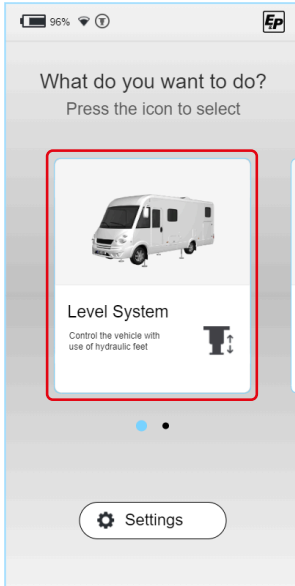 96%
EP
What do you want to do?
Press the icon to select
Level System
Control the vehicle with
use of hydraulic feet
Settings